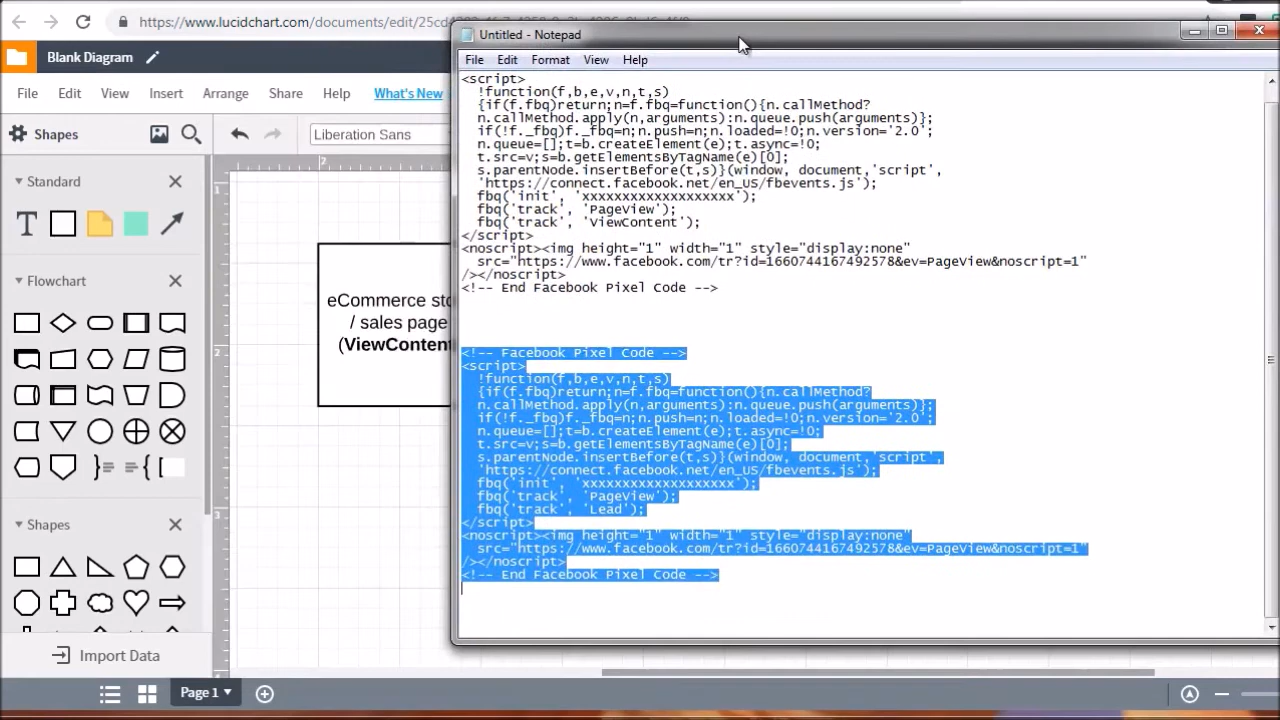 https://www.lucidchart.com/documents/edit/
Blank Diagram
File Edit View Insert Arrange Share Help What's New
Shapes
Liberation Sans
Standard
Flowchart
Shapes
Import Data
Page 1
2
1
2
3
eCommerce sto
/ sales page
(ViewContent
Untitled - Notepad
File Edit Format View Help
<script>
!function(f,b,e,v,n,t,s)
{if(f.fbq)return;n=f.fbq=function(){n.callMethod?
n.callMethod.apply(n,arguments):n.queue.push(arguments)};
if(!f._fbq)f._fbq=n;n.push=n;n.loaded=!0;n.version='2.0';
n.queue=[];t=b.createElement(e);t.async=!0;
t.src=v;s=b.getElementsByTagName(e)[0];
s.parentNode.insertBefore(t,s)}(window, document,'script',
'https://connect.facebook.net/en_US/fbevents.js');
fbq('init', 'xxxxxxxxxxxxxxxxxxx');
fbq('track', 'PageView');
fbq('track', 'ViewContent');
</script>
<noscript><img height="1" width="1" style="display:none"
src="https://www.facebook.com/tr?id=1660744167492578&ev=PageView&noscript=1"
/></noscript>
<!-- End Facebook Pixel Code -->
<!-- Facebook Pixel Code -->
<script>
!function(f,b,e,v,n,t,s)
{if(f.fbq)return;n=f.fbq=function(){n.callMethod?
n.callMethod.apply(n,arguments):n.queue.push(arguments)};
if(!f._fbq)f._fbq=n;n.push=n;n.loaded=!0;n.version='2.0';
n.queue=[];t=b.createElement(e);t.async=!0;
t.src=v;s=b.getElementsByTagName(e)[0];
s.parentNode.insertBefore(t,s)}(window, document,'script',
'https://connect.facebook.net/en_US/fbevents.js');
fbq('init', 'xxxxxxxxxxxxxxxxxxx');
fbq('track', 'PageView');
fbq('track', 'Lead');
</script>
<noscript><img height="1" width="1" style="display:none"
src="https://www.facebook.com/tr?id=1660744167492578&ev=PageView&noscript=1"
/></noscript>
<!-- End Facebook Pixel Code -->